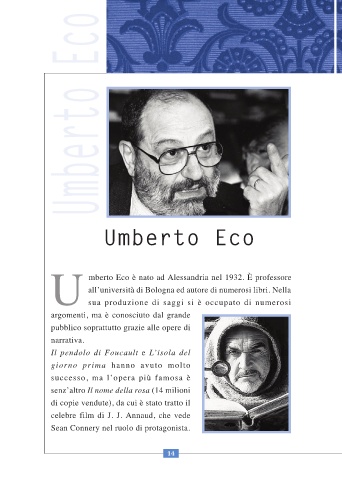 Umberto Eco
Umberto Eco
Umberto Eco è nato ad Alessandria nel 1932. È professore
all'università di Bologna ed autore di numerosi libri. Nella
sua produzione di saggi si è occupato di numerosi
argomenti, ma è conosciuto dal grande
pubblico soprattutto grazie alle opere di
narrativa.
Il pendolo di Foucault e L'isola del
giorno prima hanno avuto molto
successo, ma l'opera più famosa è
senz'altro Il nome della rosa (14 milioni
di copie vendute), da cui è stato tratto il
celebre film di J. J. Annaud, che vede
Sean Connery nel ruolo di protagonista.
14